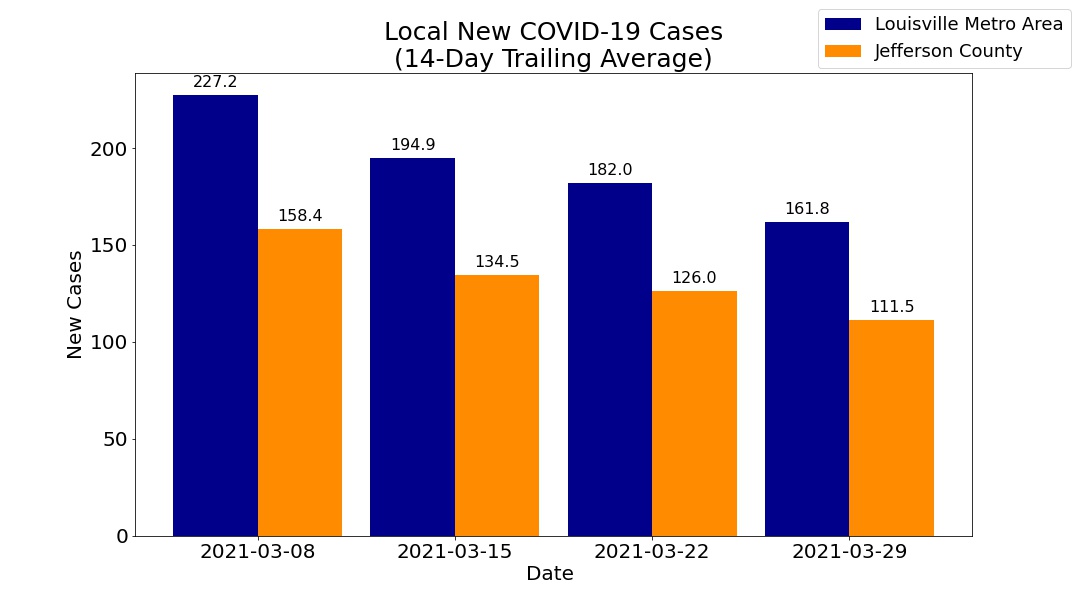 Local New COVID-19 Cases
(14-Day Trailing Average)
Louisville Metro Area
Jefferson County
New Cases
200
150
100
50
0
227.2
158.4
194.9
134.5
182.0
126.0
161.8
111.5
2021-03-08
2021-03-15
2021-03-22
2021-03-29
Date